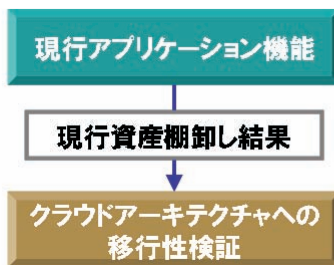 現行アプリケーション機能
現行資産棚卸し結果
クラウドアーキテクチャへの
移行性検証